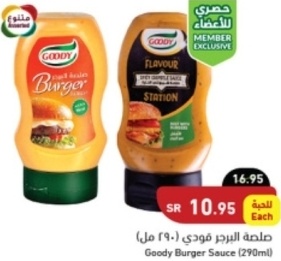 متنوع
Assorted
حصري
للأعضاء
MEMBER
EXCLUSIVE
GOODY
صلصة البرجر
Burger
GOODY
FLAVOUR
SPICY CHIPOTLE SAUCE
STATION
16.95
SR 10.95
للحبة
Each
صلصة البرجر قودي (٢٩٠ مل)
Goody Burger Sauce (290ml)